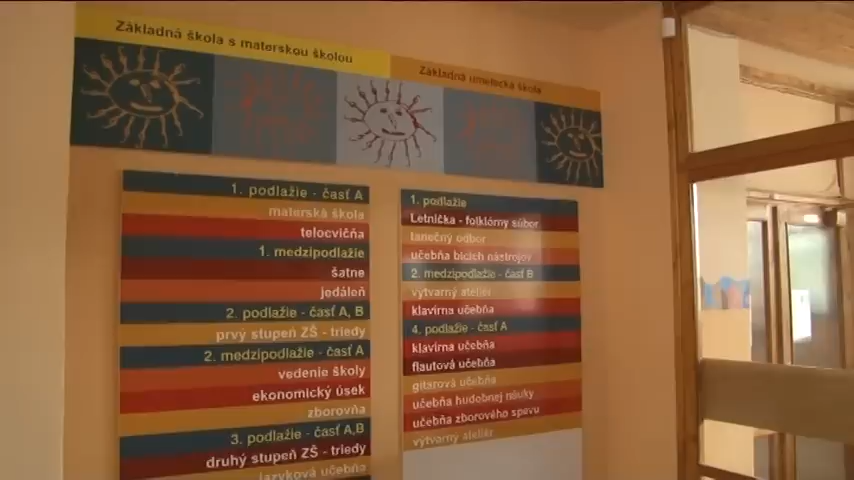 Základná škola s materskou školou
Základná umelecká škola
1. podlažie - časť A
materská škola
telocvičňa
1. medzipodlažie
šatne
jedáleň
2. podlažie - časť A, B
prvý stupeň ZŠ - triedy
2. medzipodlažie - časť A
vedenie školy
ekonomický úsek
zborovňa
3. podlažie - časť A,B
druhý stupeň ZŠ - triedy
jazyková učebňa
1. podlažie
Letnička - folklórny súbor
tanečný odbor
učebňa bicích nástrojov
2. medzipodlažie - časť B
výtvarný ateliér
klavírna učebňa
4. podlažie - časť A
klavírna učebňa
flautová učebňa
gitarová učebňa
učebňa hudobnej náuky
učebňa zborového spevu
výtvarný ateliér